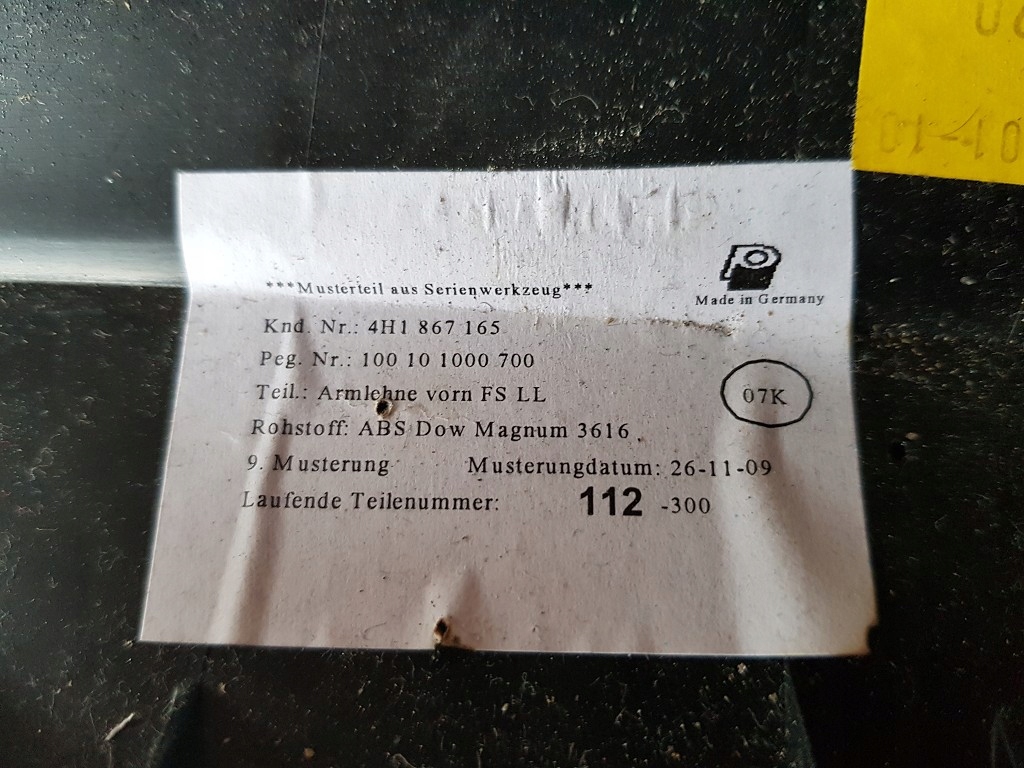 ***Musterteil aus Serienwerkzeug***
Made in Germany
Knd. Nr.: 4H1 867 165
Peg. Nr.: 100 10 1000 700
Teil.: Armlehne vorn FS LL
07K
Rohstoff: ABS Dow Magnum 3616
9. Musterung Musterungdatum: 26-11-09
Laufende Teilenummer: 112 -300